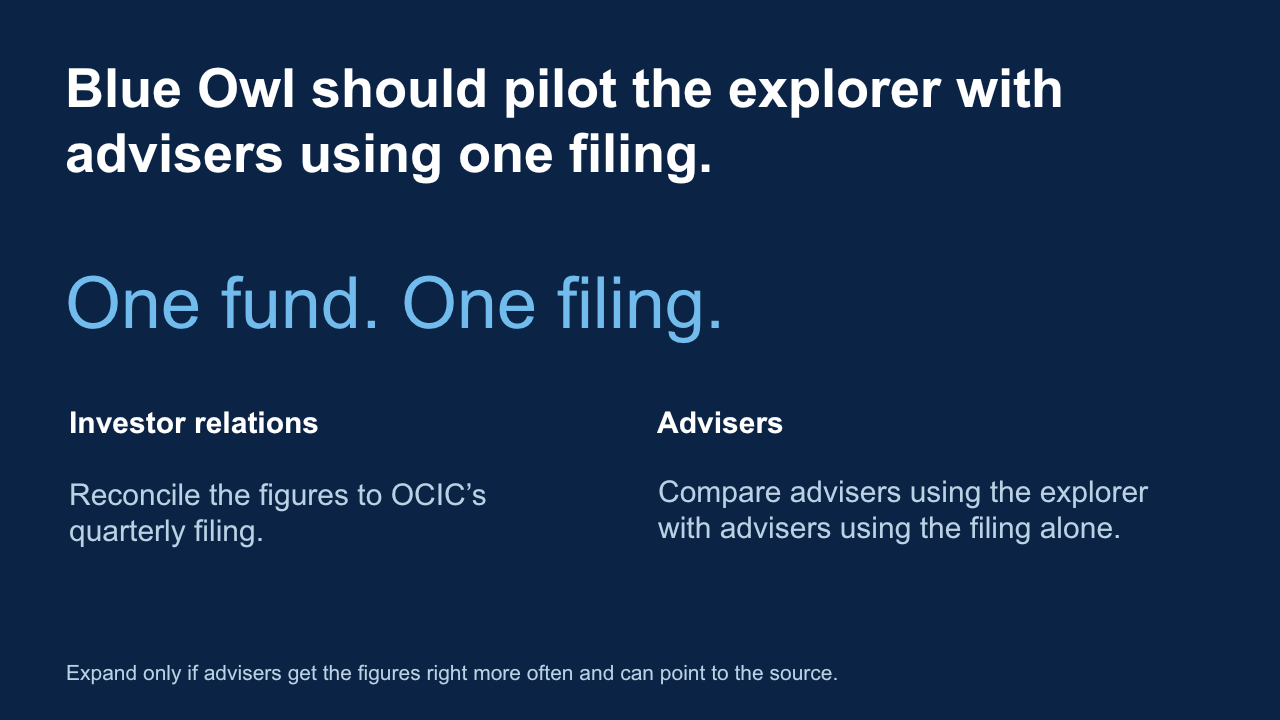 Blue Owl should pilot the explorer with
advisers using one filing.
One fund. One filing.
Investor relations
Reconcile the figures to OCIC’s
quarterly filing.
Advisers
Compare advisers using the explorer
with advisers using the filing alone.
Expand only if advisers get the figures right more often and can point to the source.